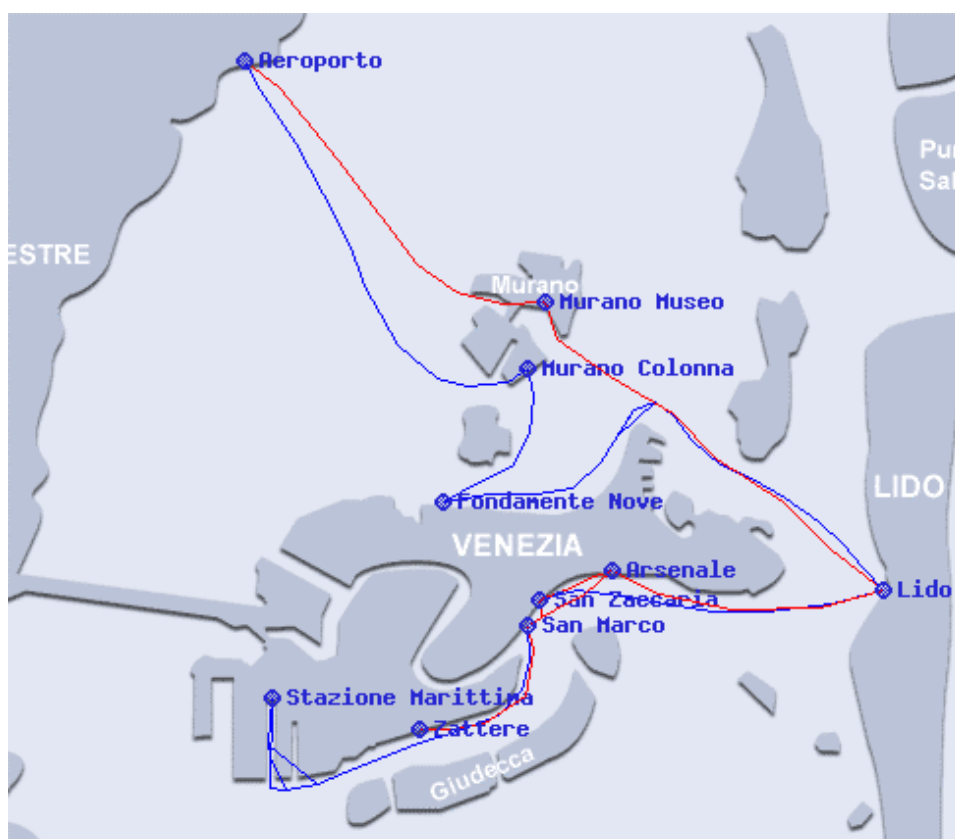 Aeroporto
Pun
Sal
ESTRE
Murano
Murano Museo
Murano Colonna
LIDO
Fondamente Nove
VENEZIA
Arsenale
Lido
San Zaccaria
San Marco
Stazione Marittima
Zattere
Giudecca